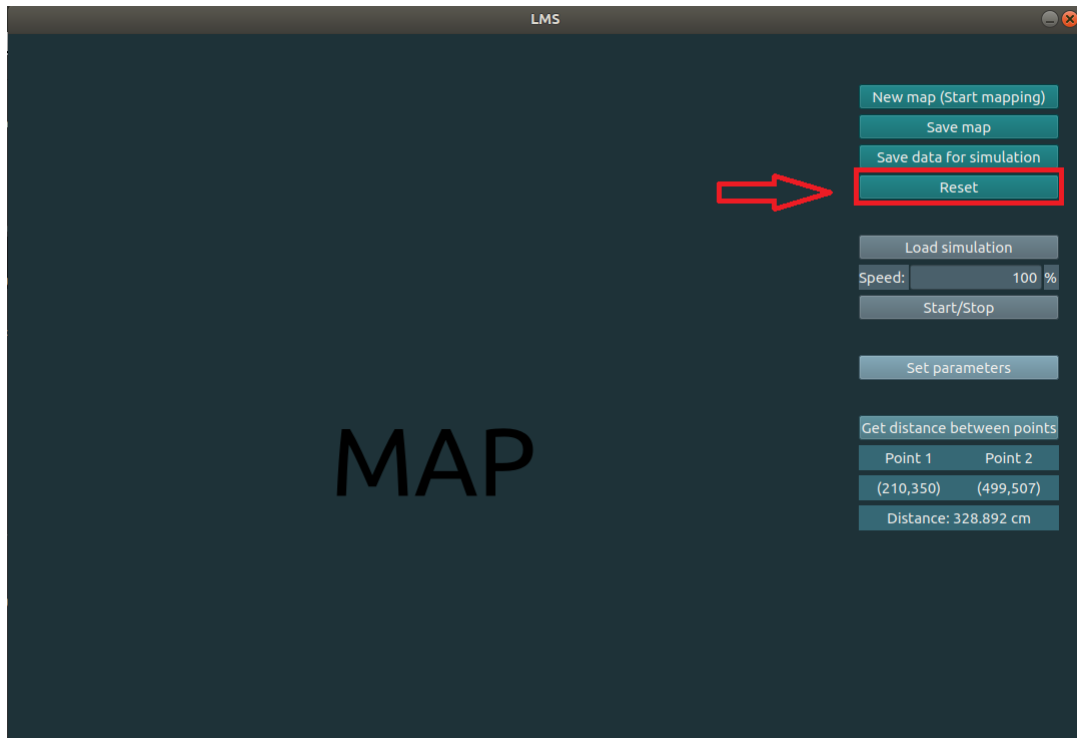 LMS
New map (Start mapping)
Save map
Save data for simulation
Reset
Load simulation
Speed: 100 %
Start/Stop
Set parameters
MAP
Get distance between points
Point 1 Point 2
(210,350) (499,507)
Distance: 328.892 cm